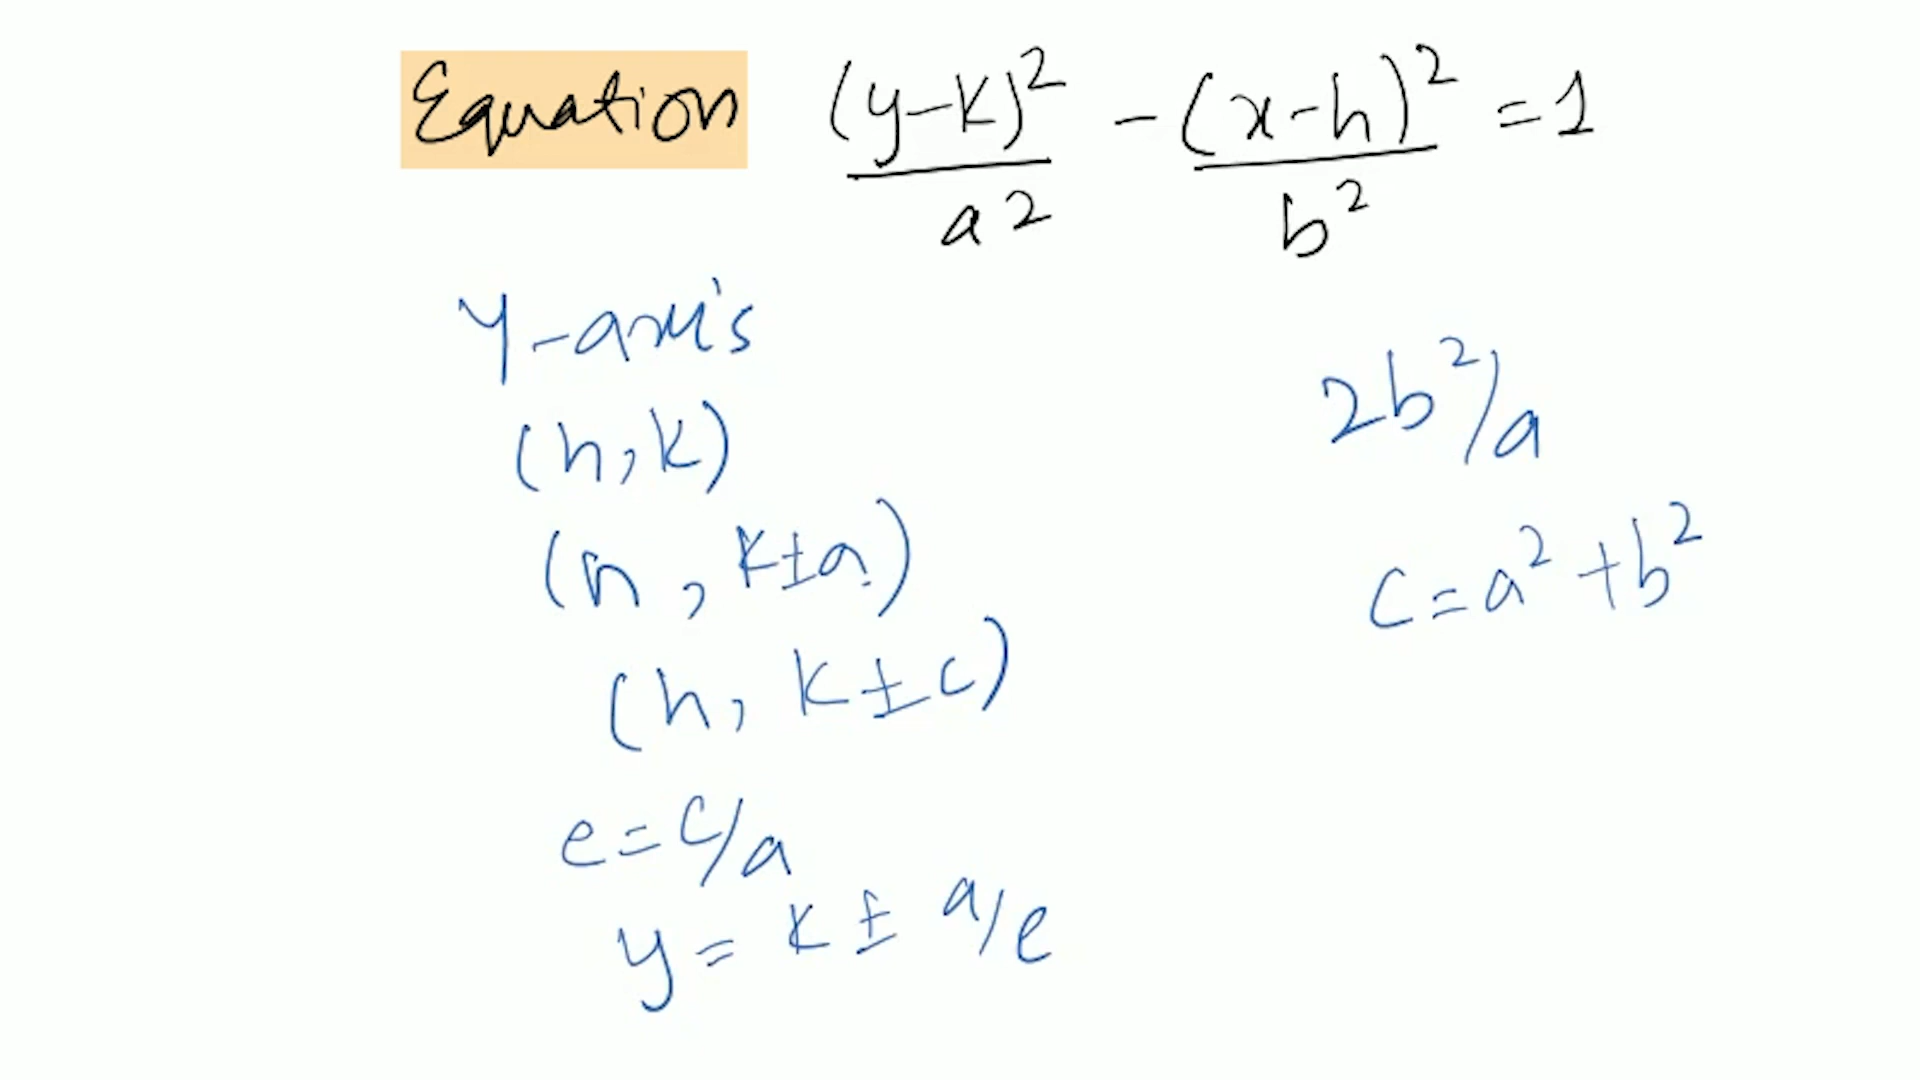 Equation (y-k)²/a² - (x-h)²/b² = 1
y-axis
(h, k)
(h, k±a)
(h, k±c)
e = c/a
y = k ± a/e
2b²/a
c = a² + b²